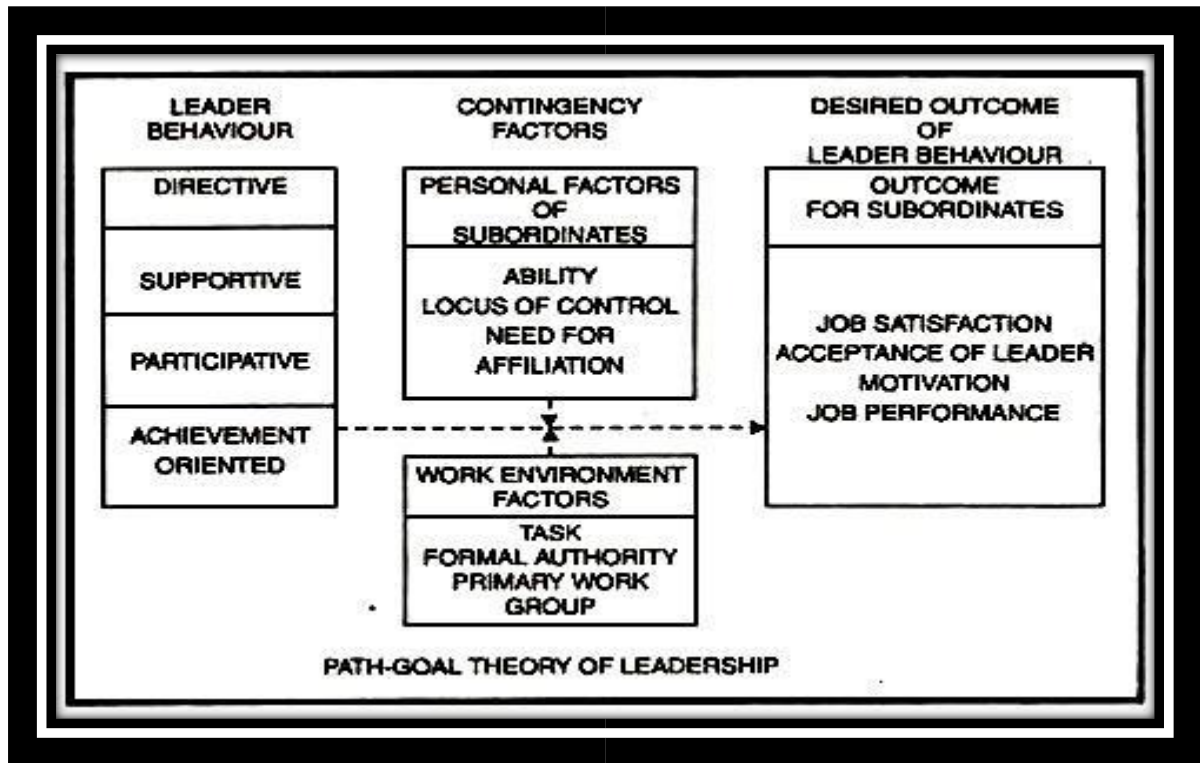 LEADER
BEHAVIOUR
DIRECTIVE
SUPPORTIVE
PARTICIPATIVE
ACHIEVEMENT
ORIENTED
CONTINGENCY
FACTORS
PERSONAL FACTORS
OF
SUBORDINATES
ABILITY
LOCUS OF CONTROL
NEED FOR
AFFILIATION
WORK ENVIRONMENT
FACTORS
TASK
FORMAL AUTHORITY
PRIMARY WORK
GROUP
DESIRED OUTCOME
OF
LEADER BEHAVIOUR
OUTCOME
FOR SUBORDINATES
JOB SATISFACTION
ACCEPTANCE OF LEADER
MOTIVATION
JOB PERFORMANCE
PATH-GOAL THEORY OF LEADERSHIP